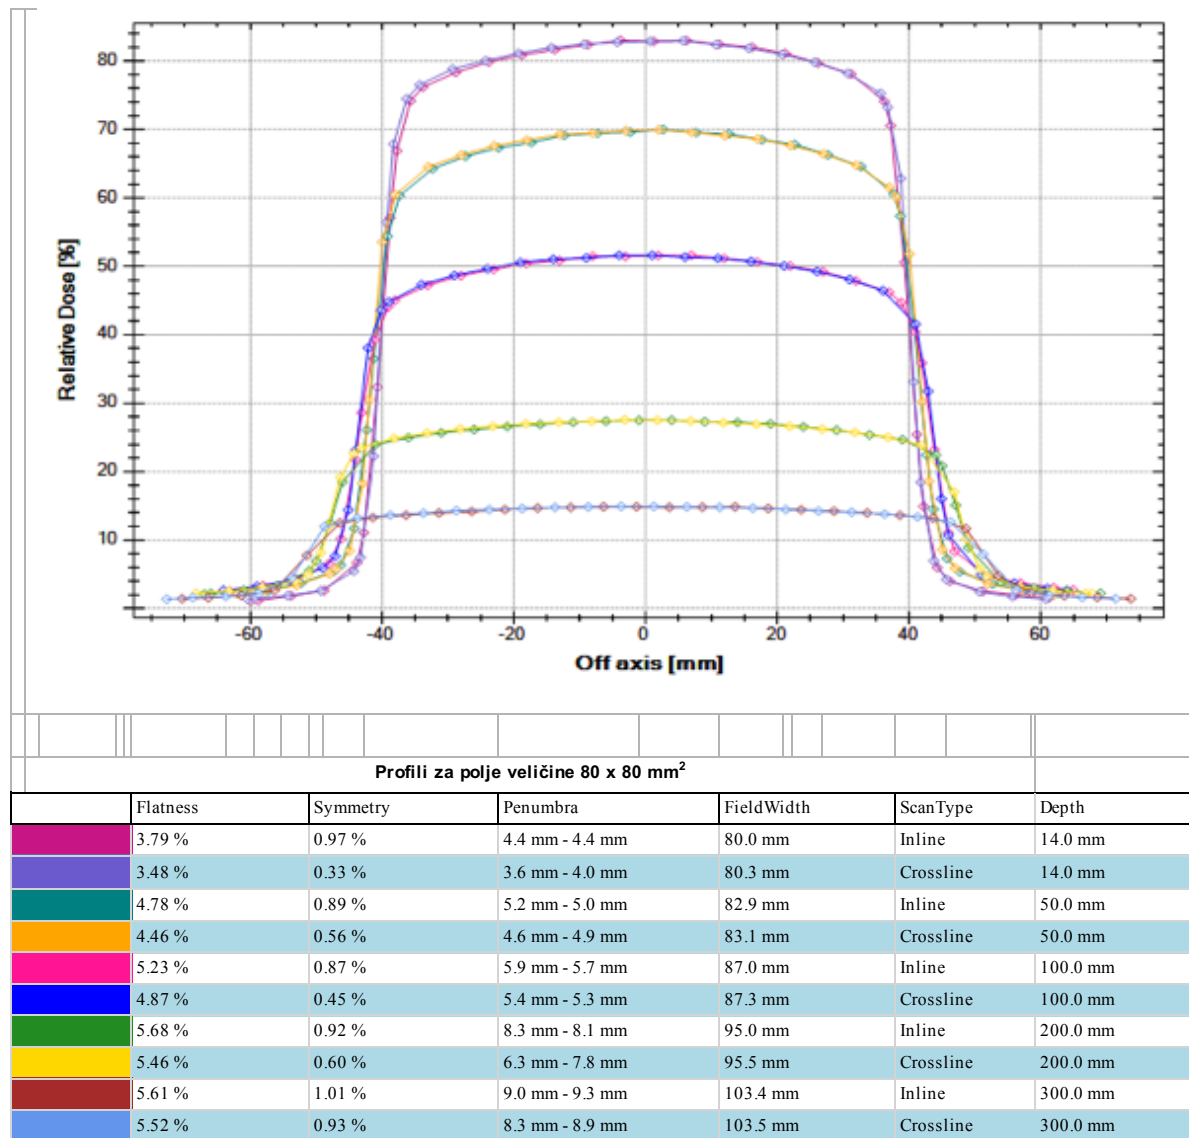 80
70
60
50
40
30
20
10
Relative Dose [%]
-60 -40 -20 0 20 40 60
Off axis [mm]
Profili za polje veličine 80 x 80 mm²
Flatness Symmetry Penumbra FieldWidth ScanType Depth
3.79 % 0.97 % 4.4 mm - 4.4 mm 80.0 mm Inline 14.0 mm
3.48 % 0.33 % 3.6 mm - 4.0 mm 80.3 mm Crossline 14.0 mm
4.78 % 0.89 % 5.2 mm - 5.0 mm 82.9 mm Inline 50.0 mm
4.46 % 0.56 % 4.6 mm - 4.9 mm 83.1 mm Crossline 50.0 mm
5.23 % 0.87 % 5.9 mm - 5.7 mm 87.0 mm Inline 100.0 mm
4.87 % 0.45 % 5.4 mm - 5.3 mm 87.3 mm Crossline 100.0 mm
5.68 % 0.92 % 8.3 mm - 8.1 mm 95.0 mm Inline 200.0 mm
5.46 % 0.60 % 6.3 mm - 7.8 mm 95.5 mm Crossline 200.0 mm
5.61 % 1.01 % 9.0 mm - 9.3 mm 103.4 mm Inline 300.0 mm
5.52 % 0.93 % 8.3 mm - 8.9 mm 103.5 mm Crossline 300.0 mm